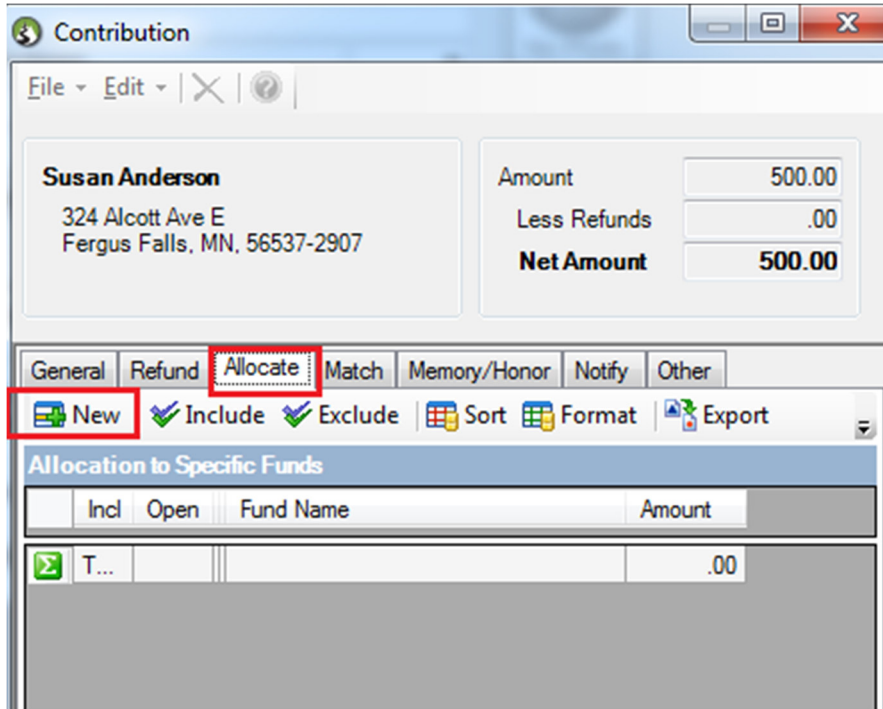 Contribution
File Edit
Susan Anderson
324 Alcott Ave E
Fergus Falls, MN, 56537-2907
Amount 500.00
Less Refunds .00
Net Amount 500.00
General Refund Allocate Match Memory/Honor Notify Other
New Include Exclude Sort Format Export
Allocation to Specific Funds
Incl Open Fund Name Amount
Σ T... .00